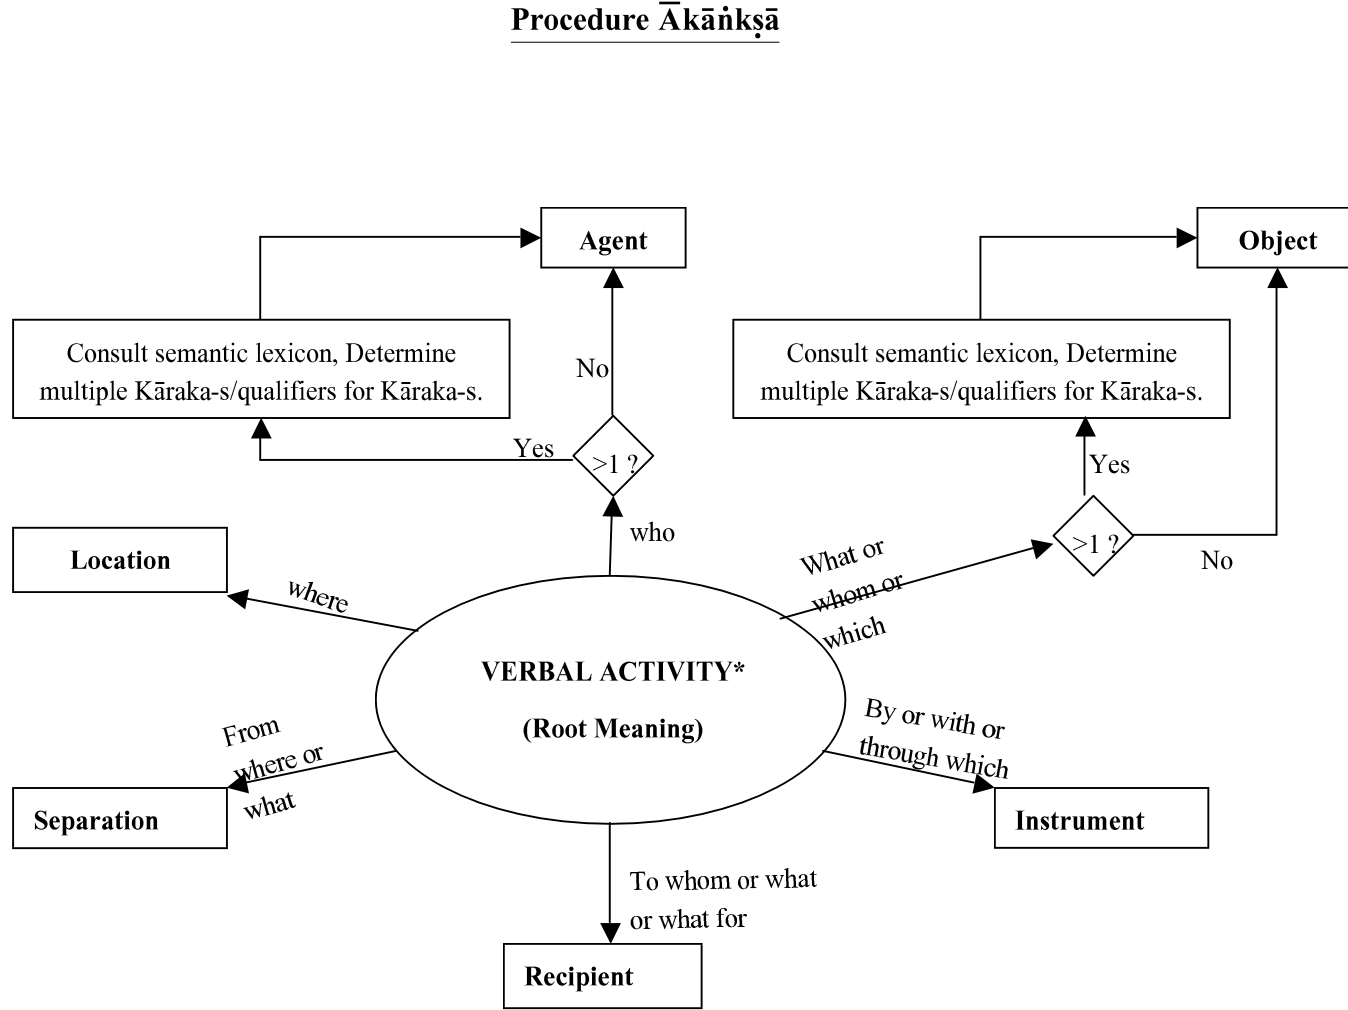 Procedure Ākāṅkṣā
Agent
Object
Consult semantic lexicon, Determine
multiple Kāraka-s/qualifiers for Kāraka-s.
Consult semantic lexicon, Determine
multiple Kāraka-s/qualifiers for Kāraka-s.
No
Yes
>1 ?
Yes
>1 ?
No
who
What or
whom or
which
Location
where
VERBAL ACTIVITY*
(Root Meaning)
From
where or
what
By or with or
through which
Separation
Instrument
To whom or what
or what for
Recipient